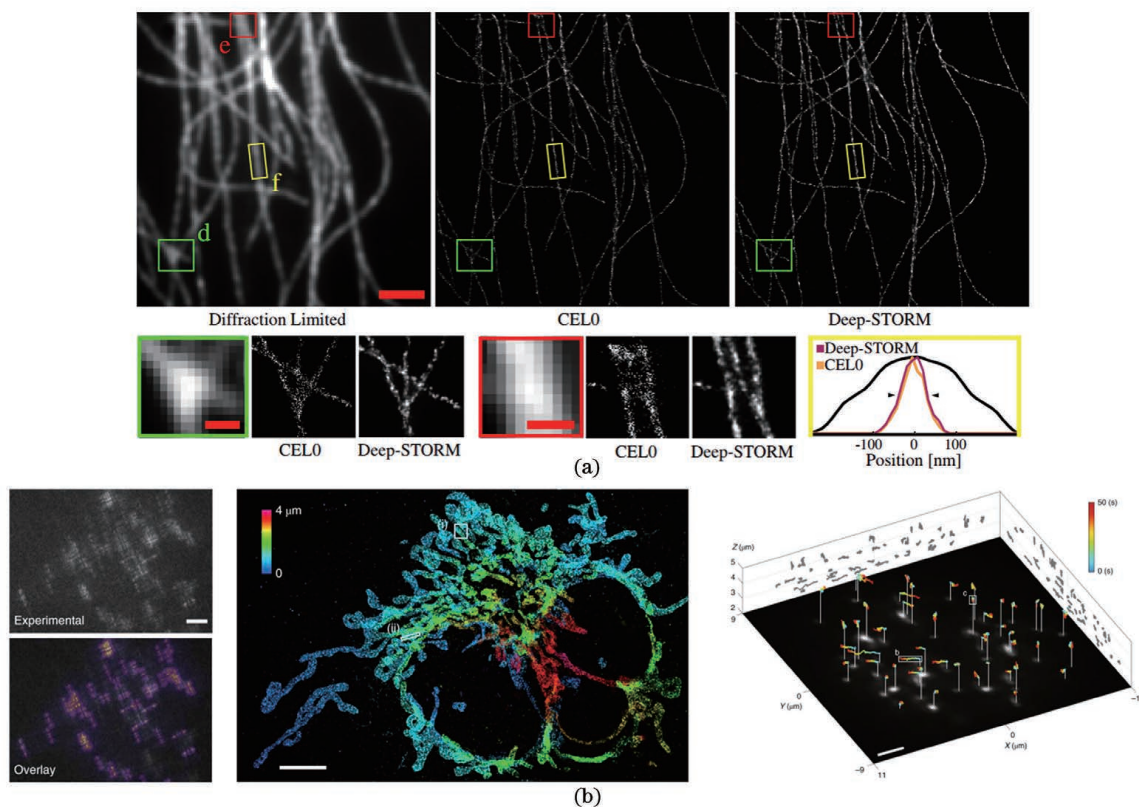 e
f
d
Diffraction Limited
CEL0
Deep-STORM
CEL0
Deep-STORM
CEL0
Deep-STORM
Deep-STORM
CEL0
-100
0
100
Position [nm]
(a)
Experimental
Overlay
4 μm
0
(i)
(ii)
50 (s)
0 (s)
Z (μm)
5
4
3
2
9
c
b
Y (μm)
0
X (μm)
0
-9
11
(b)